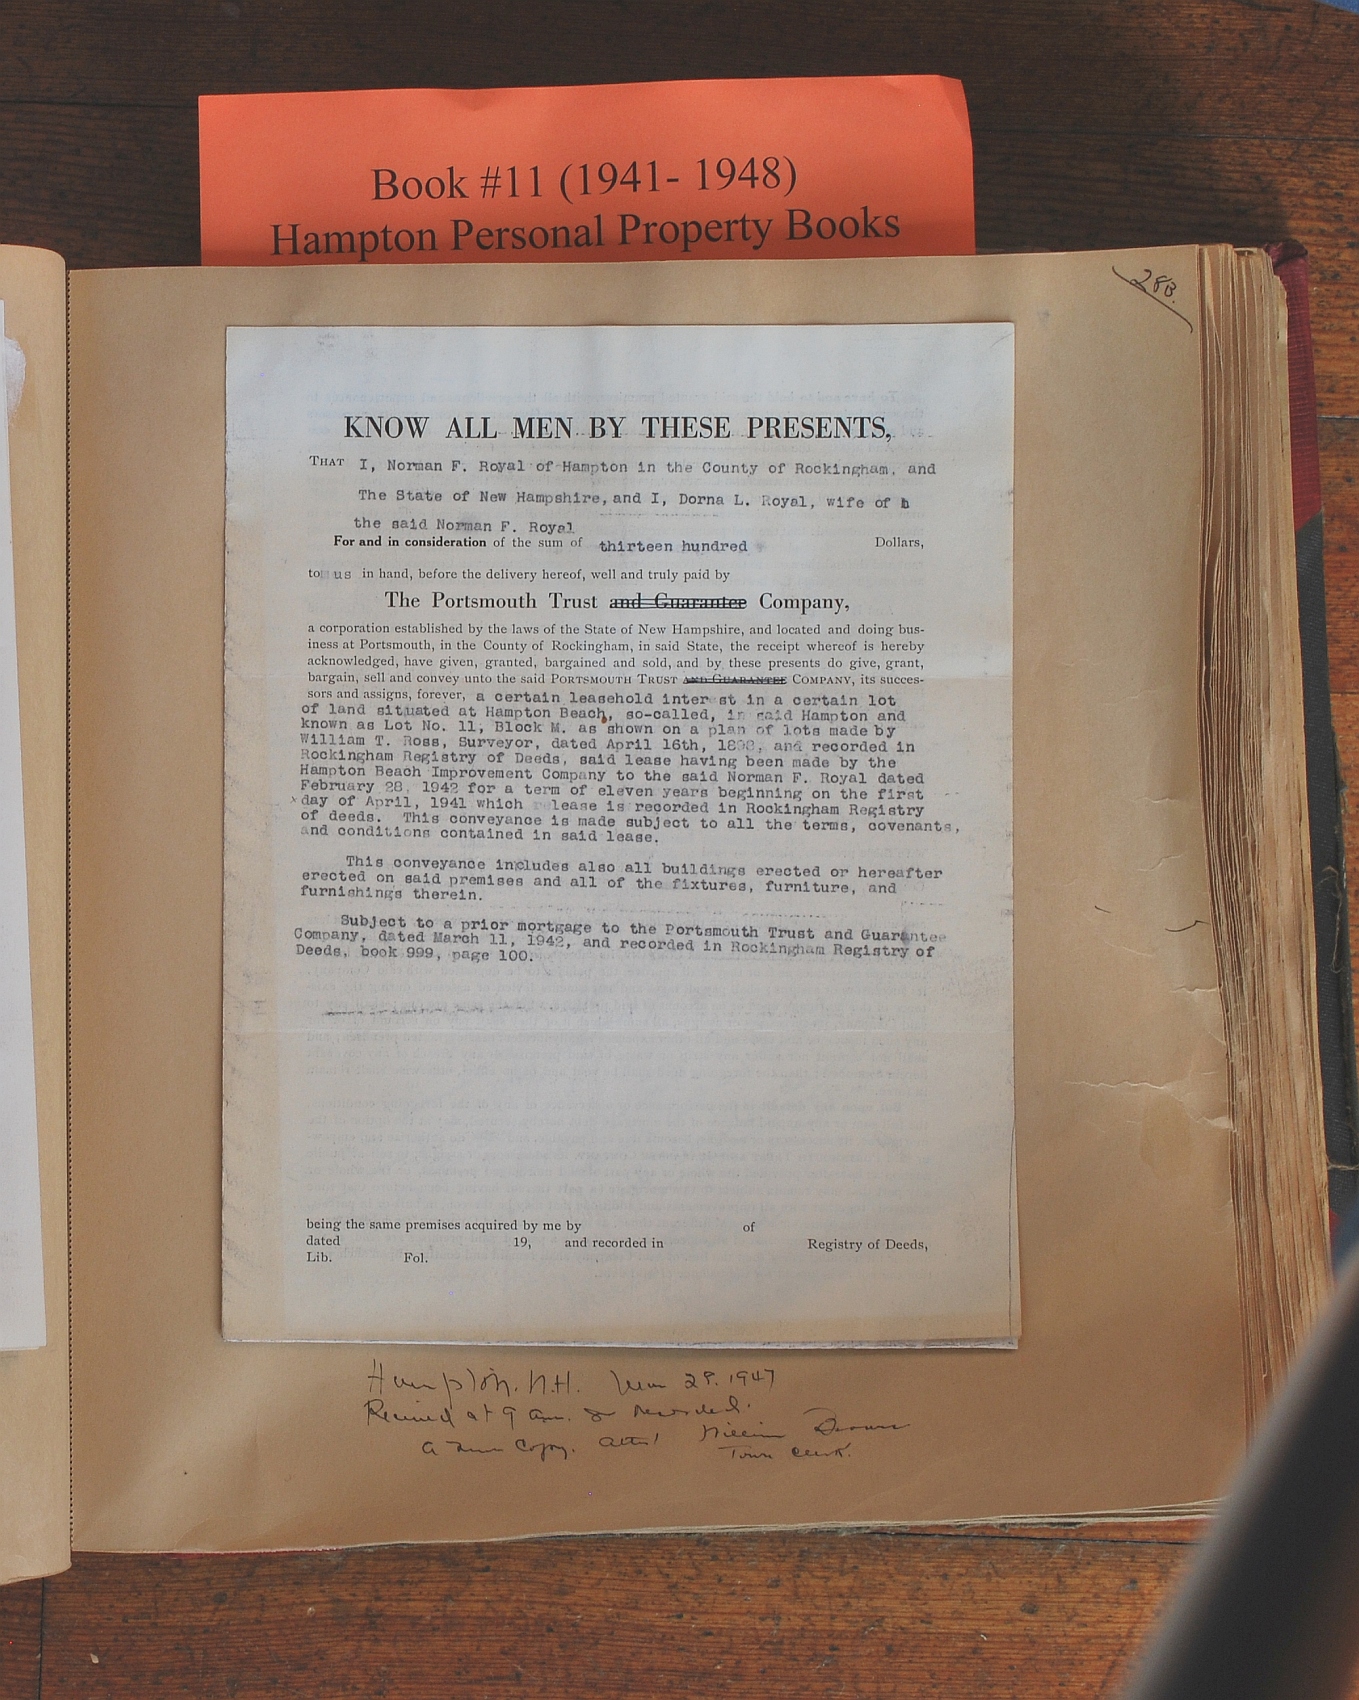 Book #11 (1941- 1948)
Hampton Personal Property Books
283.
KNOW ALL MEN BY THESE PRESENTS,
THAT I, Norman F. Royal of Hampton in the County of Rockingham, and
The State of New Hampshire, and I, Dorna L. Royal, wife of h
the said Norman F. Royal
For and in consideration of the sum of thirteen hundred Dollars,
to us in hand, before the delivery hereof, well and truly paid by
The Portsmouth Trust and Guarantee Company,
a corporation established by the laws of the State of New Hampshire, and located and doing bus-
iness at Portsmouth, in the County of Rockingham, in said State, the receipt whereof is hereby
acknowledged, have given, granted, bargained and sold, and by these presents do give, grant,
bargain, sell and convey unto the said PORTSMOUTH TRUST AND GUARANTEE COMPANY, its succes-
sors and assigns, forever, a certain leasehold interest in a certain lot
of land situated at Hampton Beach, so-called, in said Hampton and
known as Lot No. 11, Block M. as shown on a plan of lots made by
William T. Ross, Surveyor, dated April 16th, 1898, and recorded in
Rockingham Registry of Deeds, said lease having been made by the
Hampton Beach Improvement Company to the said Norman F. Royal dated
February 28, 1942 for a term of eleven years beginning on the first
x day of April, 1941 which lease is recorded in Rockingham Registry
of deeds. This conveyance is made subject to all the terms, covenants,
and conditions contained in said lease.
This conveyance includes also all buildings erected or hereafter
erected on said premises and all of the fixtures, furniture, and
furnishings therein.
Subject to a prior mortgage to the Portsmouth Trust and Guarantee
Company, dated March 11, 1942, and recorded in Rockingham Registry of
Deeds, book 999, page 100.
being the same premises acquired by me by of
dated 19, and recorded in Registry of Deeds,
Lib. Fol.
Hampton. N.H. 29. 1947
Received at 9 am. & recorded.
a true Copy. Attest William Brown
Town Clerk.